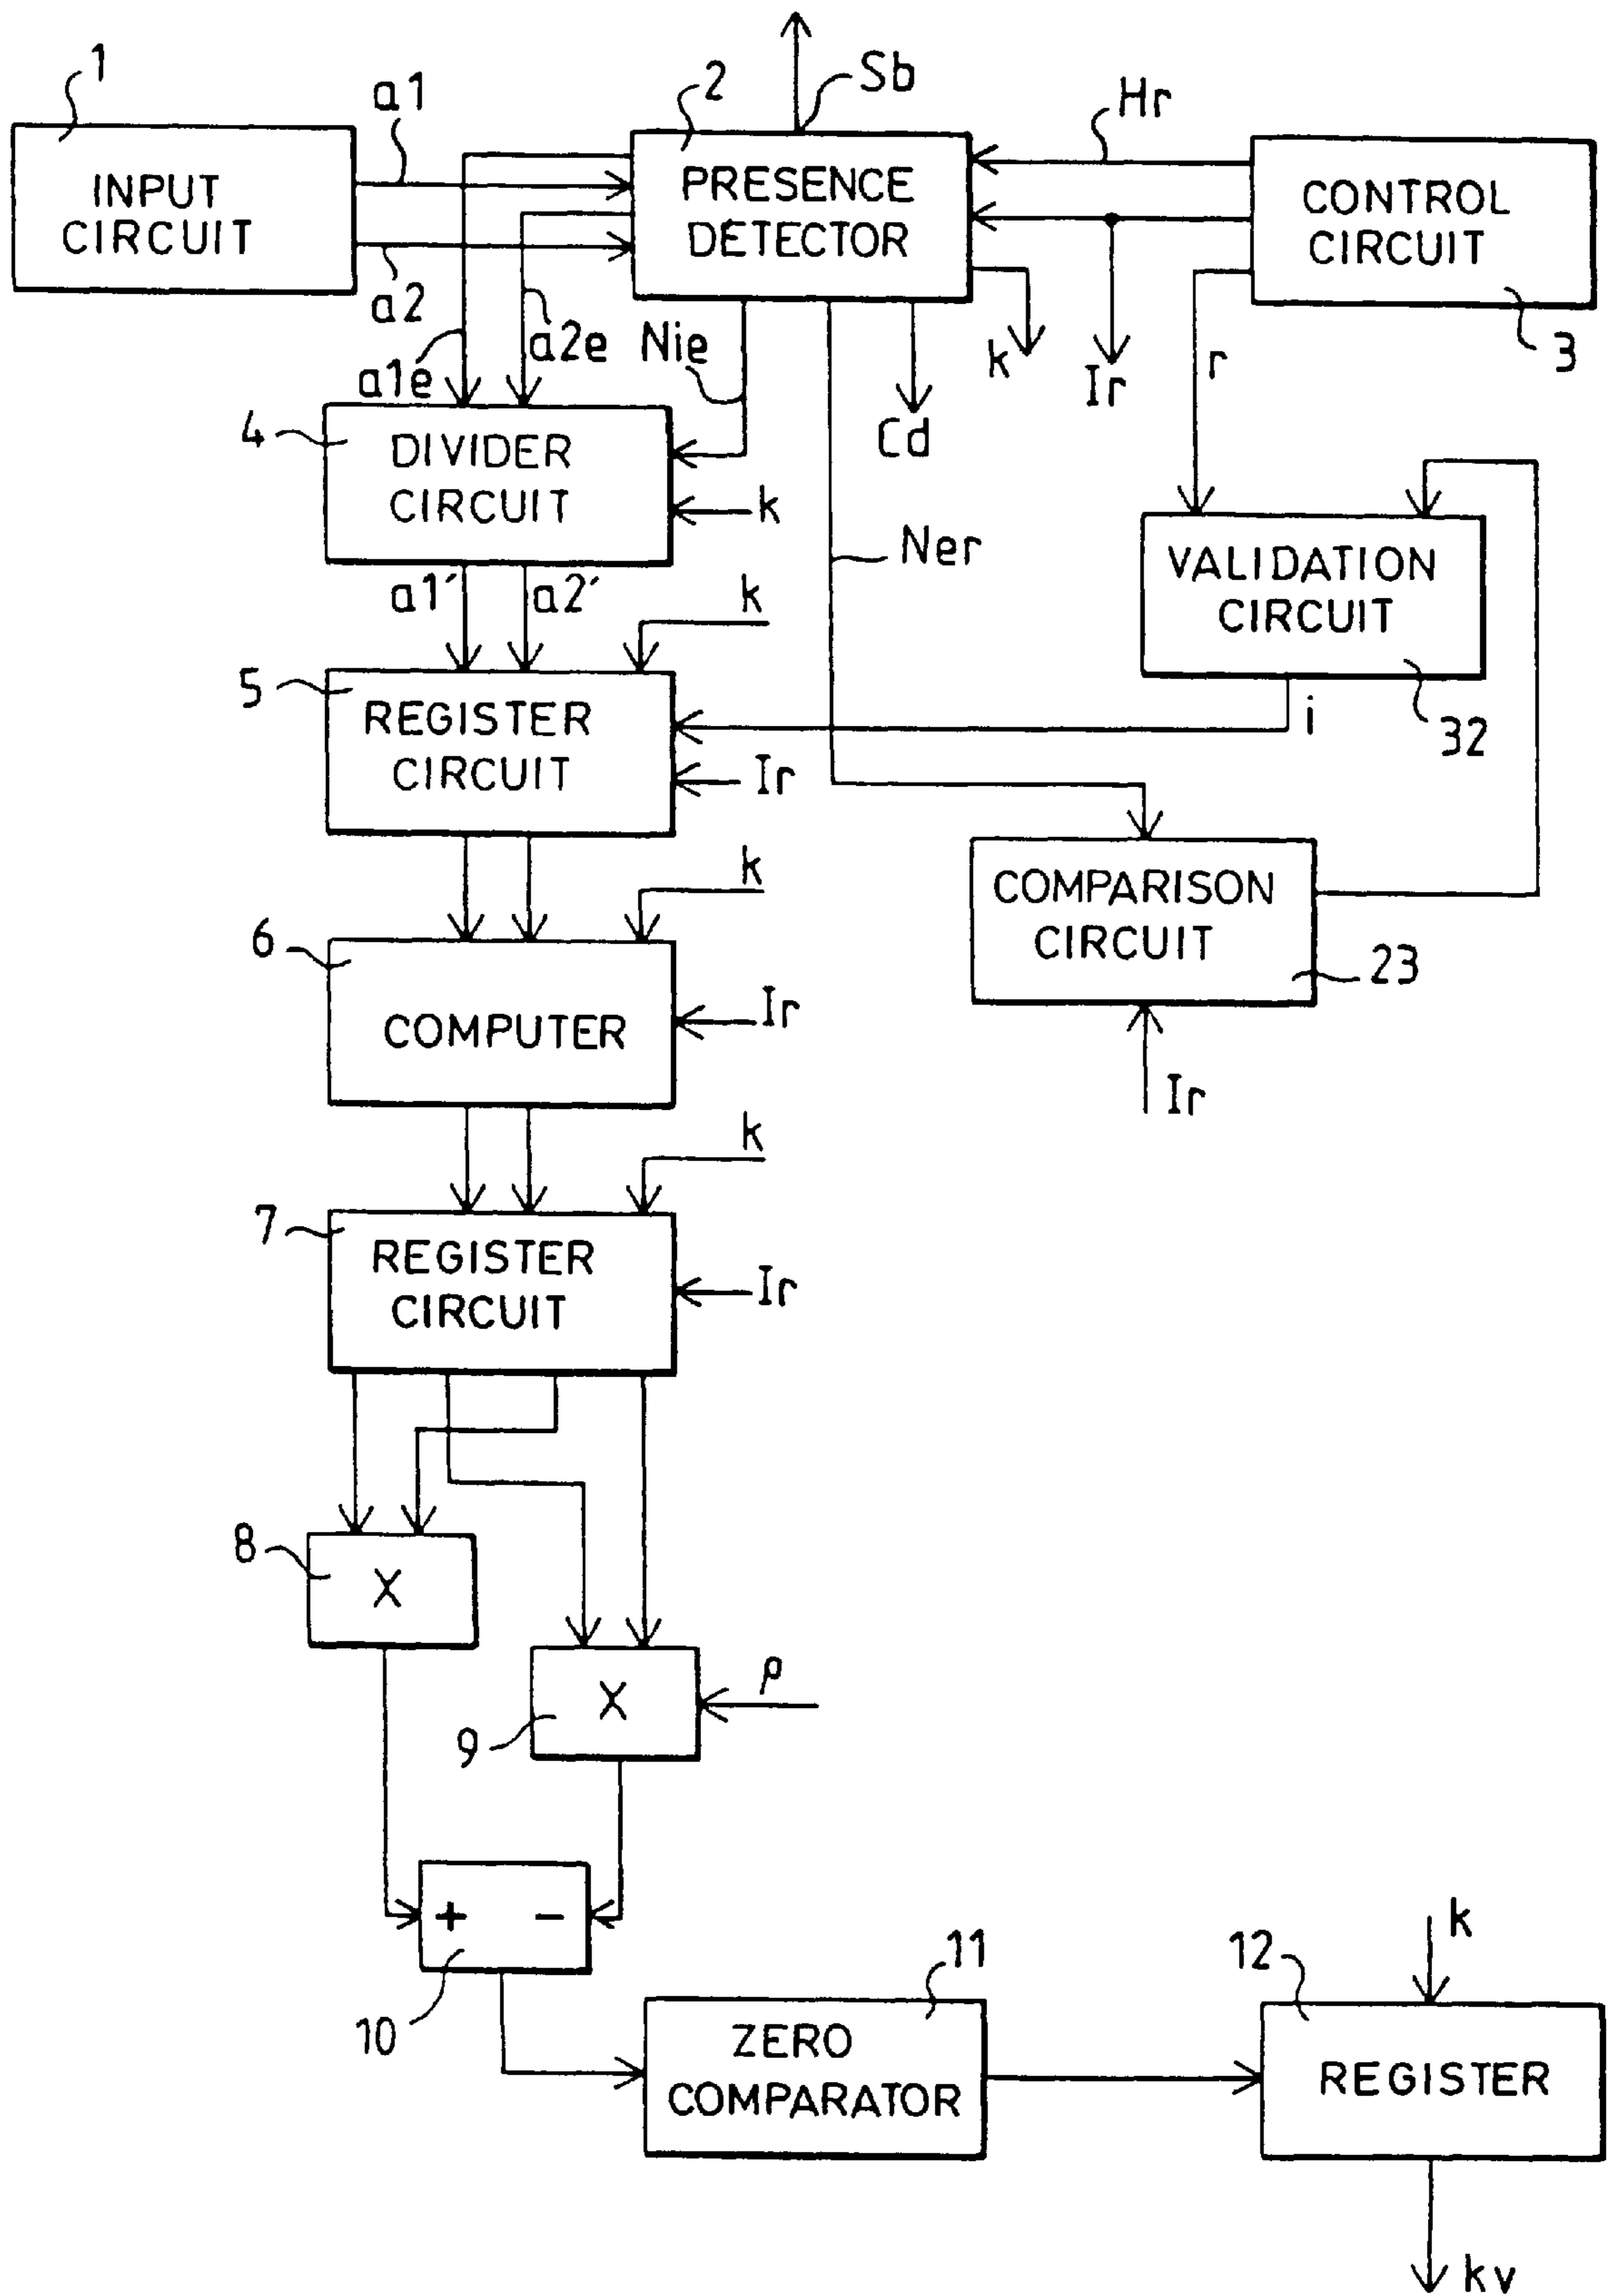 1
a1
2
Sb
Hr
INPUT
CIRCUIT
PRESENCE
DETECTOR
CONTROL
CIRCUIT
a2
a1e
a2e
Nie
k
Ir
r
3
Cd
4
DIVIDER
CIRCUIT
k
Ner
VALIDATION
CIRCUIT
a1'
a2'
k
5
REGISTER
CIRCUIT
i
32
Ir
k
COMPARISON
CIRCUIT
6
23
COMPUTER
Ir
Ir
k
7
REGISTER
CIRCUIT
Ir
8
X
ρ
X
9
+ −
10
11
12
k
ZERO
COMPARATOR
REGISTER
kv